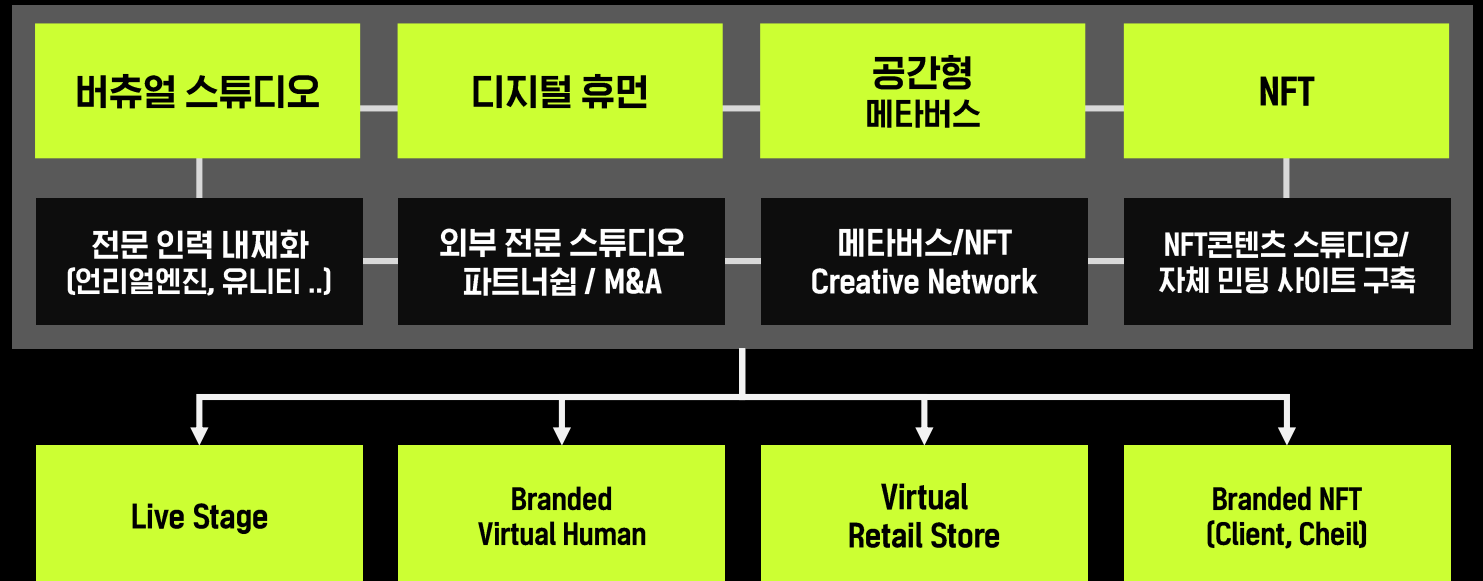 버츄얼 스튜디오
디지털 휴먼
공간형
메타버스
NFT
전문 인력 내재화
(언리얼엔진, 유니티 ..)
외부 전문 스튜디오
파트너쉽 / M&A
메타버스/NFT
Creative Network
NFT콘텐츠 스튜디오/
자체 민팅 사이트 구축
Live Stage
Branded
Virtual Human
Virtual
Retail Store
Branded NFT
(Client, Cheil)